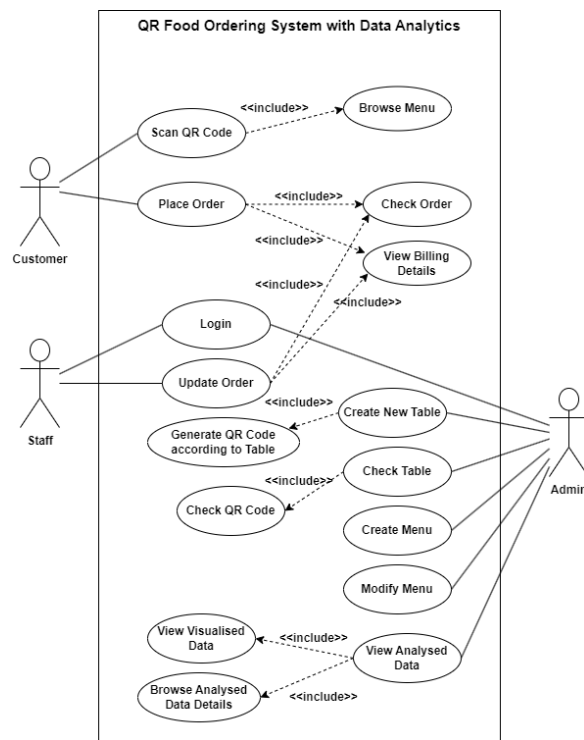 QR Food Ordering System with Data Analytics
<<include>>
Browse Menu
Scan QR Code
Place Order
<<include>>
Check Order
Customer
<<include>>
View Billing
Details
<<include>>
<<include>>
Login
Staff
Update Order
<<include>>
Create New Table
Generate QR Code
according to Table
Check Table
<<include>>
Admin
Check QR Code
Create Menu
Modify Menu
View Visualised
Data
<<include>>
View Analysed
Data
Browse Analysed
Data Details
<<include>>